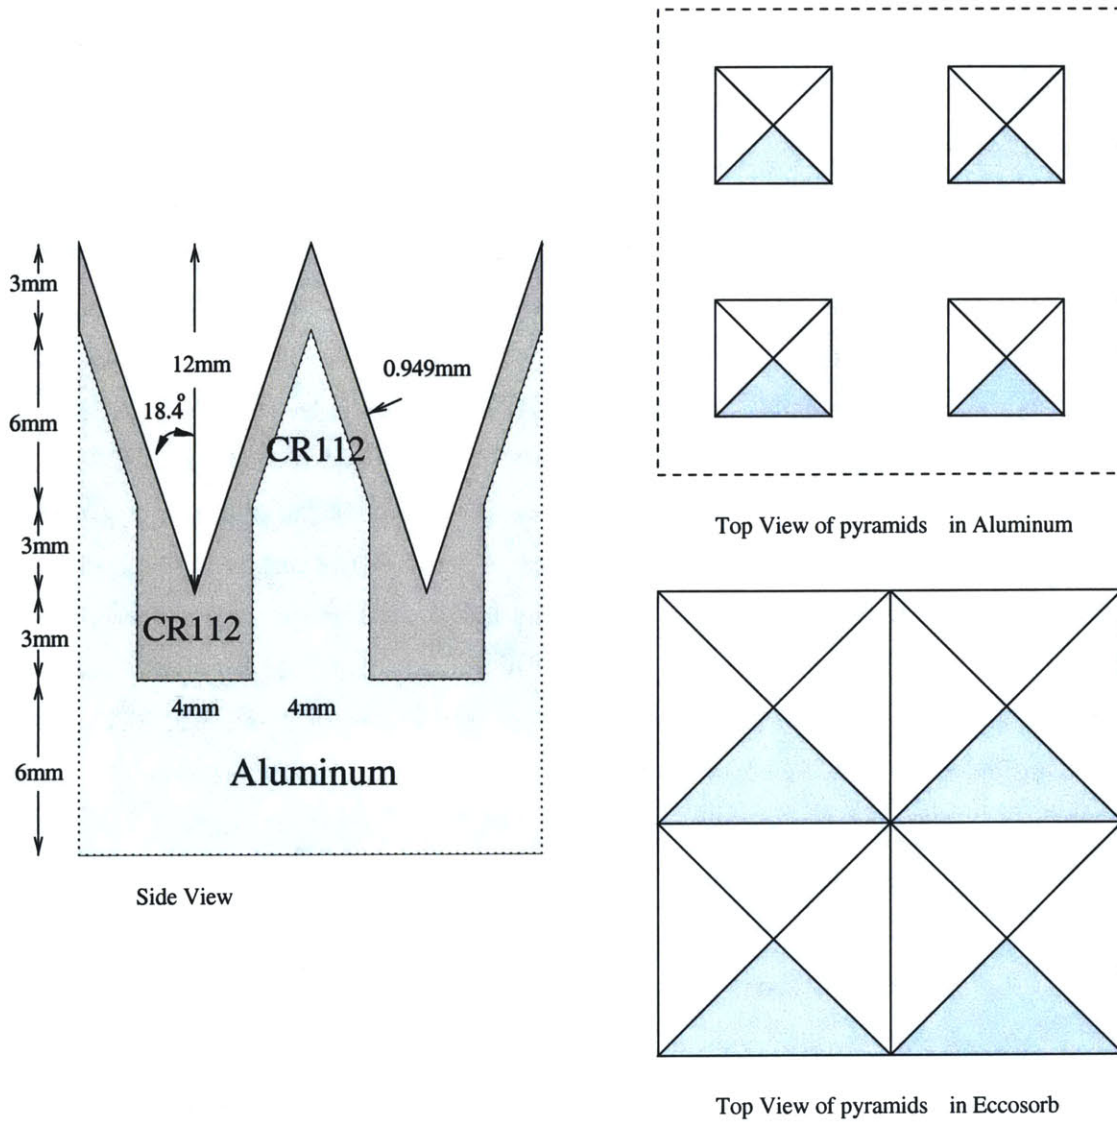 3mm
12mm
0.949mm
18.4°
6mm
CR112
3mm
CR112
3mm
4mm
4mm
6mm
Aluminum
Side View
Top View of pyramids in Aluminum
Top View of pyramids in Eccosorb